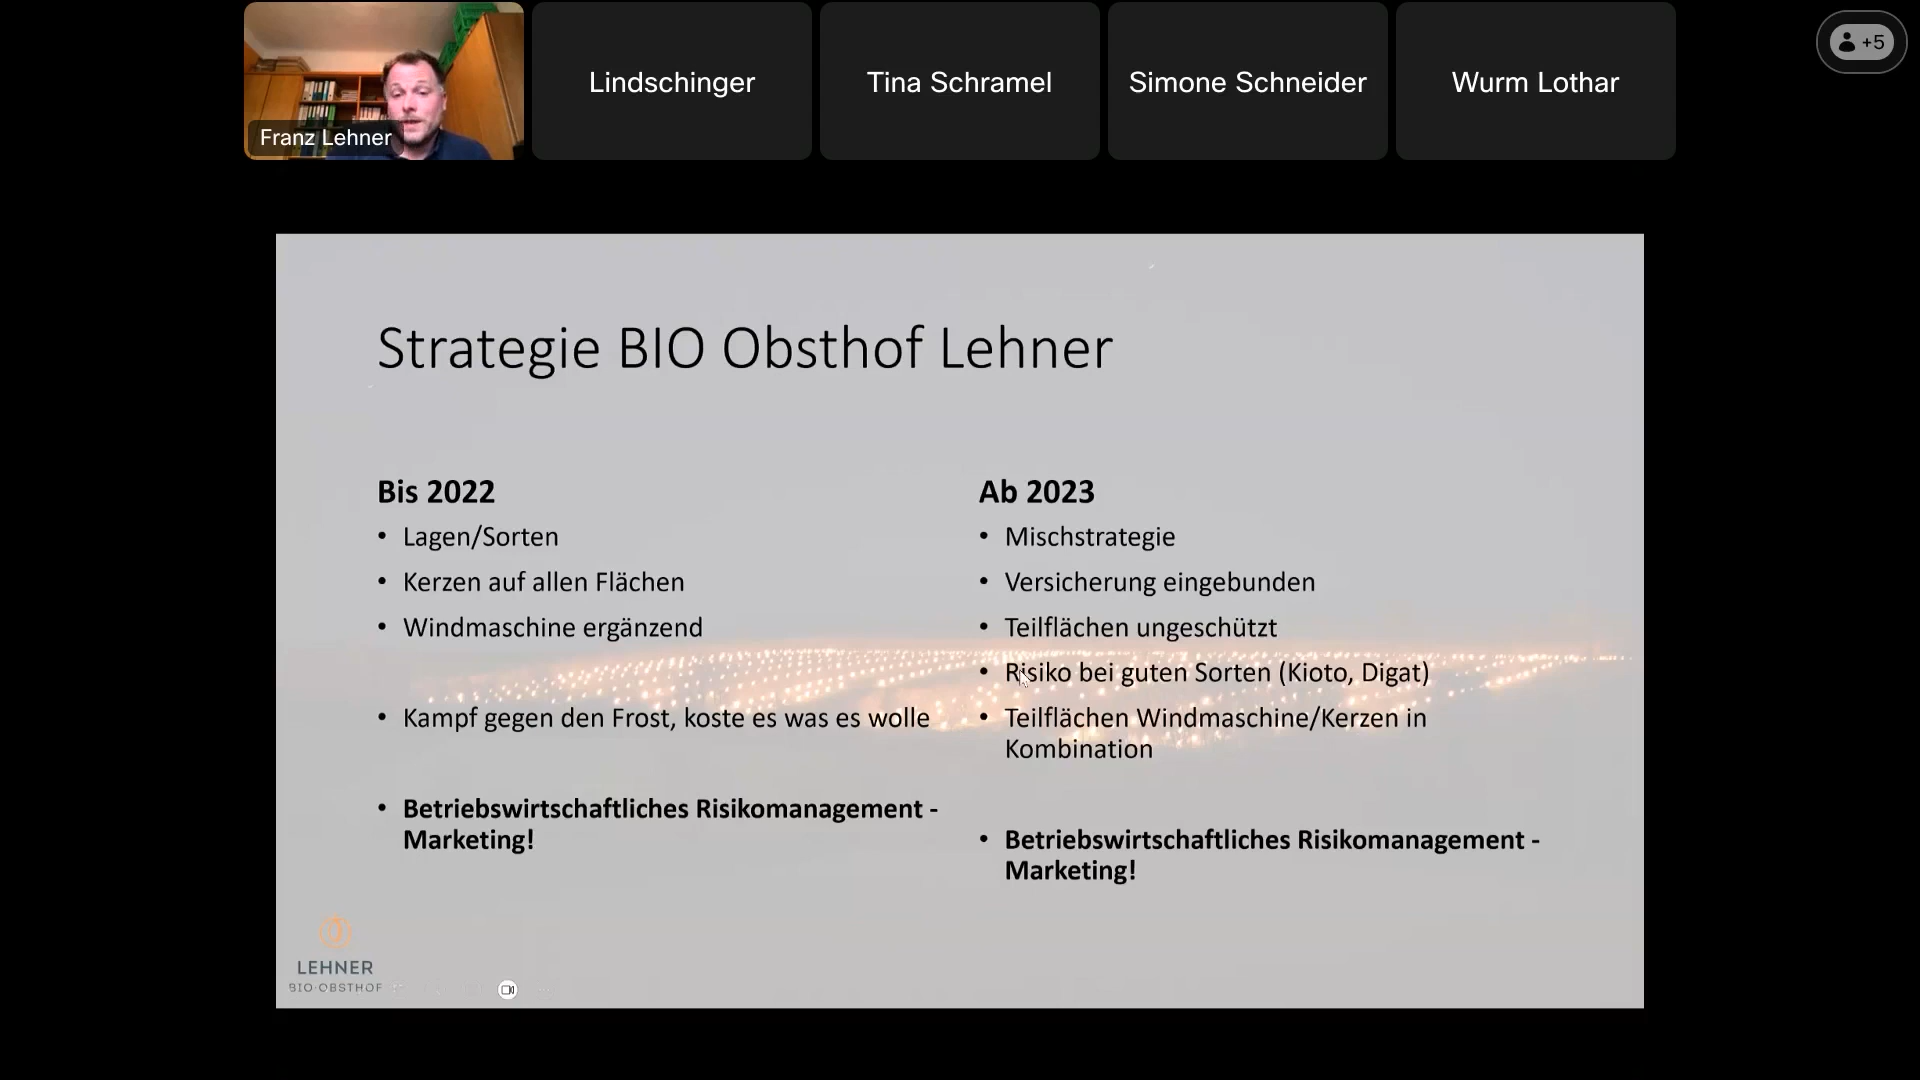 Franz Lehner
Lindschinger
Tina Schramel
Simone Schneider
Wurm Lothar
+5
Strategie BIO Obsthof Lehner
Bis 2022
• Lagen/Sorten
• Kerzen auf allen Flächen
• Windmaschine ergänzend
• Kampf gegen den Frost, koste es was es wolle
• Betriebswirtschaftliches Risikomanagement -
Marketing!
Ab 2023
• Mischstrategie
• Versicherung eingebunden
• Teilflächen ungeschützt
• Risiko bei guten Sorten (Kioto, Digat)
• Teilflächen Windmaschine/Kerzen in
Kombination
• Betriebswirtschaftliches Risikomanagement -
Marketing!
LEHNER
BIO·OBSTHOF